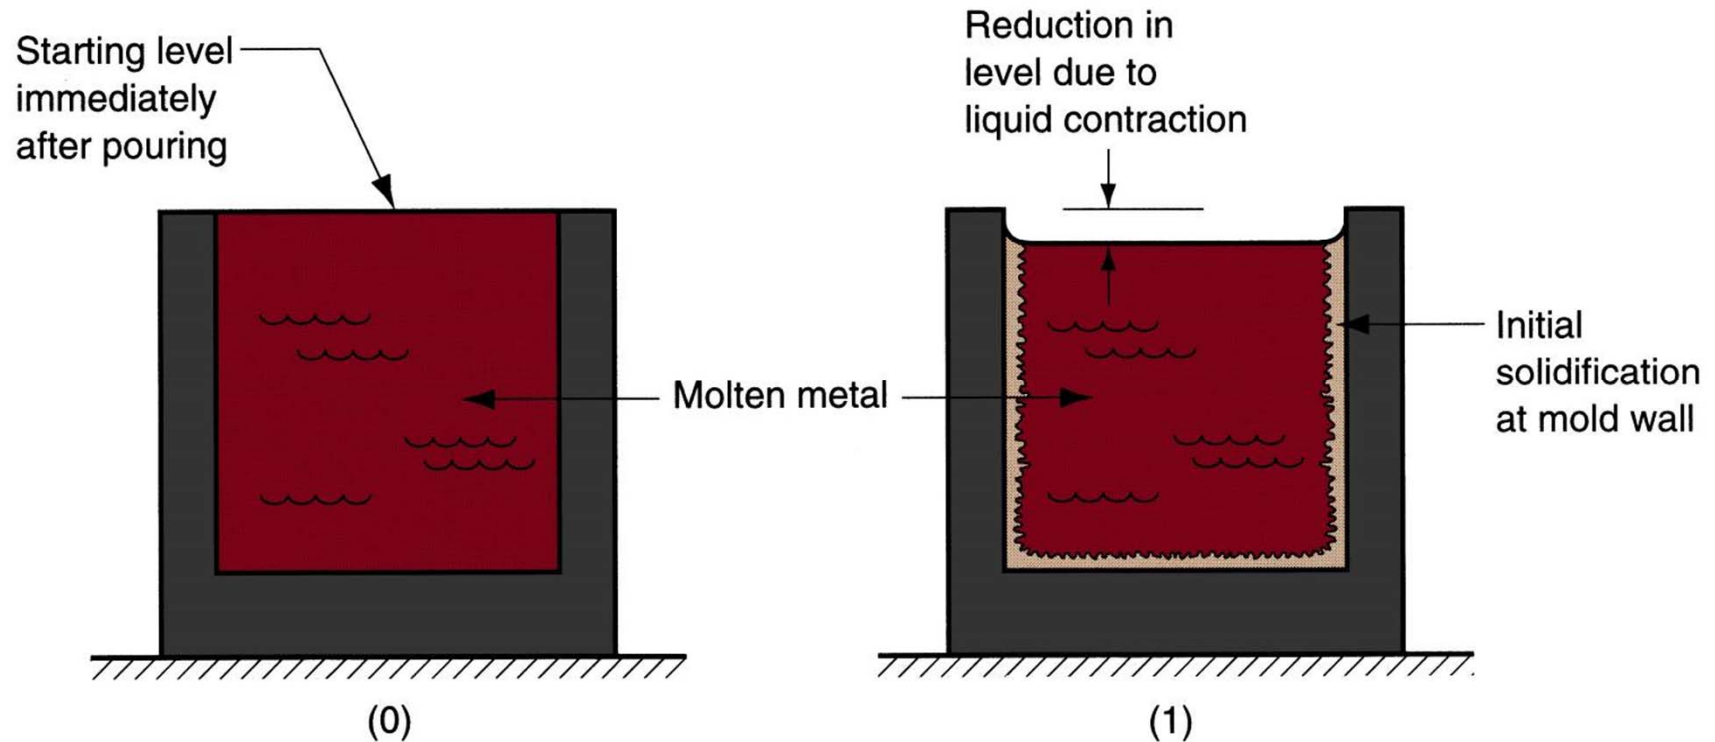 Starting level
immediately
after pouring
Reduction in
level due to
liquid contraction
Molten metal
Initial
solidification
at mold wall
(0)
(1)